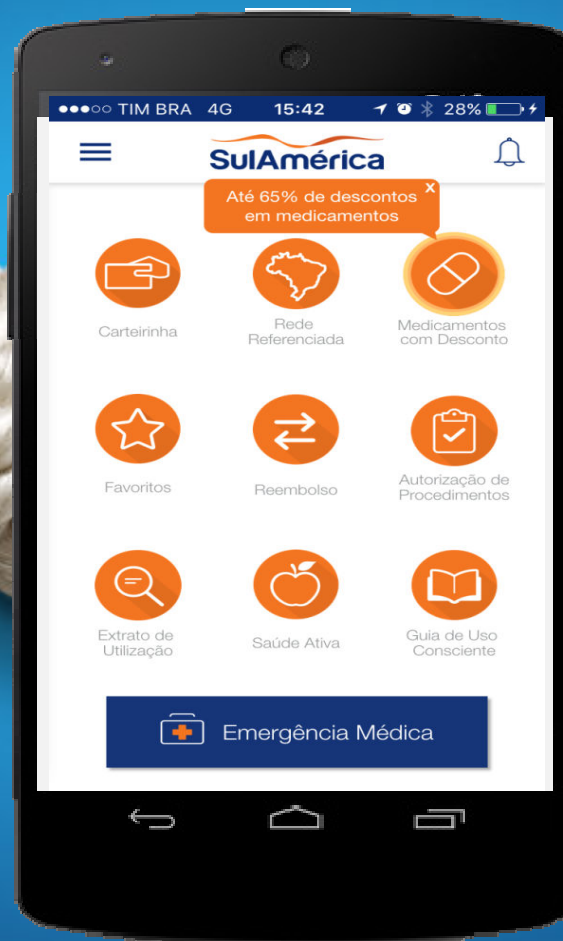 TIM BRA 4G 15:42 28%
SulAmérica
Até 65% de descontos x
em medicamentos
Carteirinha
Rede
Referenciada
Medicamentos
com Desconto
Favoritos
Reembolso
Autorização de
Procedimentos
Extrato de
Utilização
Saúde Ativa
Guia de Uso
Consciente
Emergência Médica